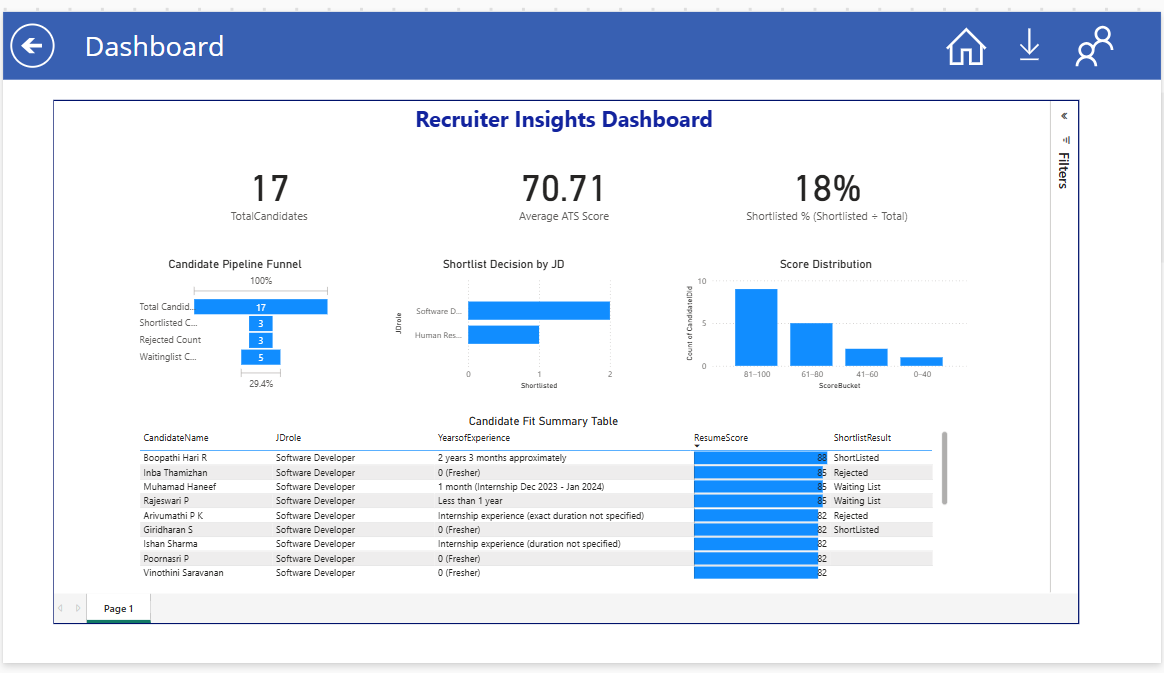 Dashboard
Recruiter Insights Dashboard
Filters
17 70.71 18%
TotalCandidates Average ATS Score Shortlisted % (Shortlisted ÷ Total)
Candidate Pipeline Funnel
100%
Total Candid... 17
Shortlisted C... 3
Rejected Count 3
Waitinglist C... 5
29.4%
Shortlist Decision by JD
JDrole
Software D...
Human Res...
0 1 2
Shortlisted
Score Distribution
Count of CandidateIDId
10
5
0
81–100 61–80 41–60 0–40
ScoreBucket
Candidate Fit Summary Table
CandidateName JDrole YearsofExperience ResumeScore ShortlistResult
Boopathi Hari R Software Developer 2 years 3 months approximately 88 ShortListed
Inba Thamizhan Software Developer 0 (Fresher) 85 Rejected
Muhamad Haneef Software Developer 1 month (Internship Dec 2023 - Jan 2024) 85 Waiting List
Rajeswari P Software Developer Less than 1 year 85 Waiting List
Arivumathi P K Software Developer Internship experience (exact duration not specified) 82 Rejected
Giridharan S Software Developer 0 (Fresher) 82 ShortListed
Ishan Sharma Software Developer Internship experience (duration not specified) 82
Poornasri P Software Developer 0 (Fresher) 82
Vinothini Saravanan Software Developer 0 (Fresher) 82
Page 1